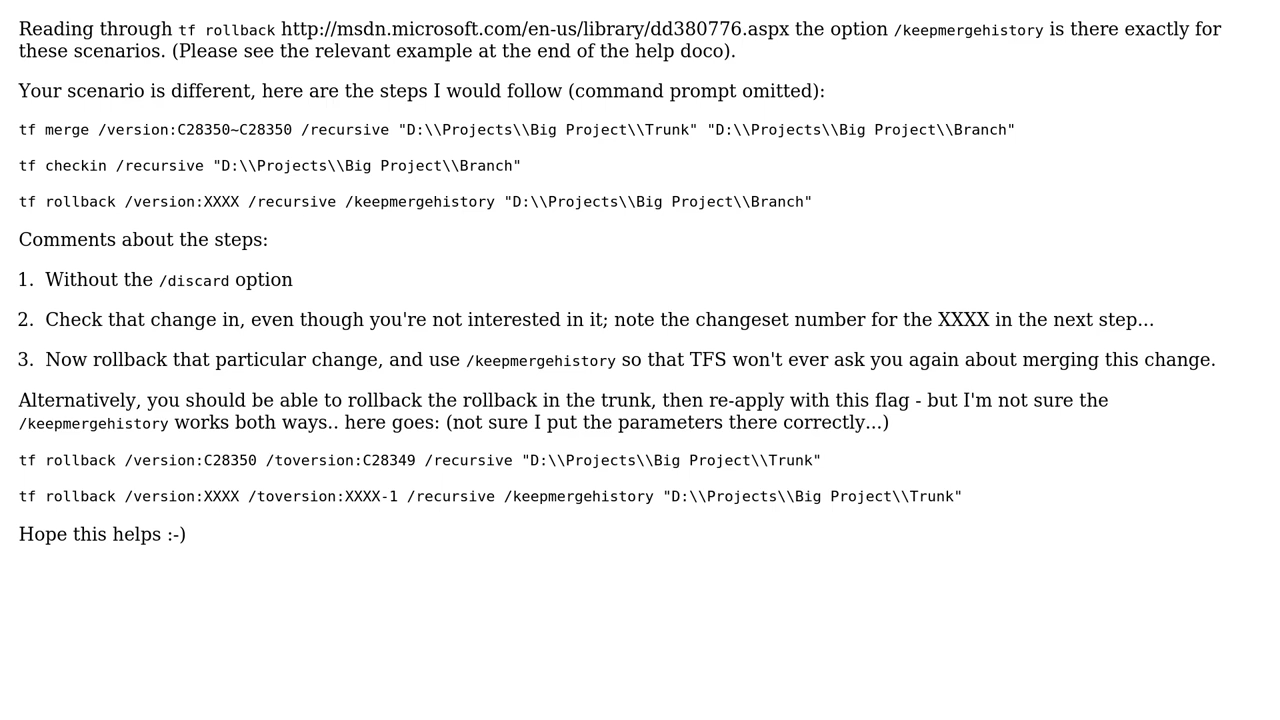 Reading through tf rollback http://msdn.microsoft.com/en-us/library/dd380776.aspx the option /keepmergehistory is there exactly for
these scenarios. (Please see the relevant example at the end of the help doco).
Your scenario is different, here are the steps I would follow (command prompt omitted):
tf merge /version:C28350~C28350 /recursive "D:\\Projects\\Big Project\\Trunk" "D:\\Projects\\Big Project\\Branch"
tf checkin /recursive "D:\\Projects\\Big Project\\Branch"
tf rollback /version:XXXX /recursive /keepmergehistory "D:\\Projects\\Big Project\\Branch"
Comments about the steps:
1. Without the /discard option
2. Check that change in, even though you're not interested in it; note the changeset number for the XXXX in the next step...
3. Now rollback that particular change, and use /keepmergehistory so that TFS won't ever ask you again about merging this change.
Alternatively, you should be able to rollback the rollback in the trunk, then re-apply with this flag - but I'm not sure the
/keepmergehistory works both ways.. here goes: (not sure I put the parameters there correctly...)
tf rollback /version:C28350 /toversion:C28349 /recursive "D:\\Projects\\Big Project\\Trunk"
tf rollback /version:XXXX /toversion:XXXX-1 /recursive /keepmergehistory "D:\\Projects\\Big Project\\Trunk"
Hope this helps :-)